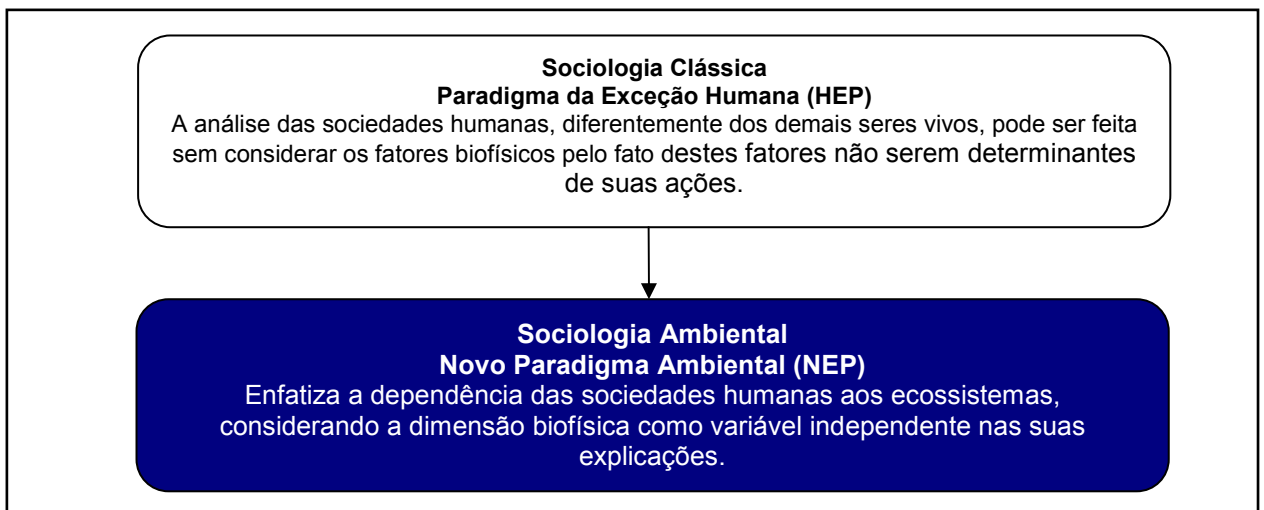 Sociologia Clássica
Paradigma da Exceção Humana (HEP)
A análise das sociedades humanas, diferentemente dos demais seres vivos, pode ser feita
sem considerar os fatores biofísicos pelo fato destes fatores não serem determinantes
de suas ações.
Sociologia Ambiental
Novo Paradigma Ambiental (NEP)
Enfatiza a dependência das sociedades humanas aos ecossistemas,
considerando a dimensão biofísica como variável independente nas suas
explicações.